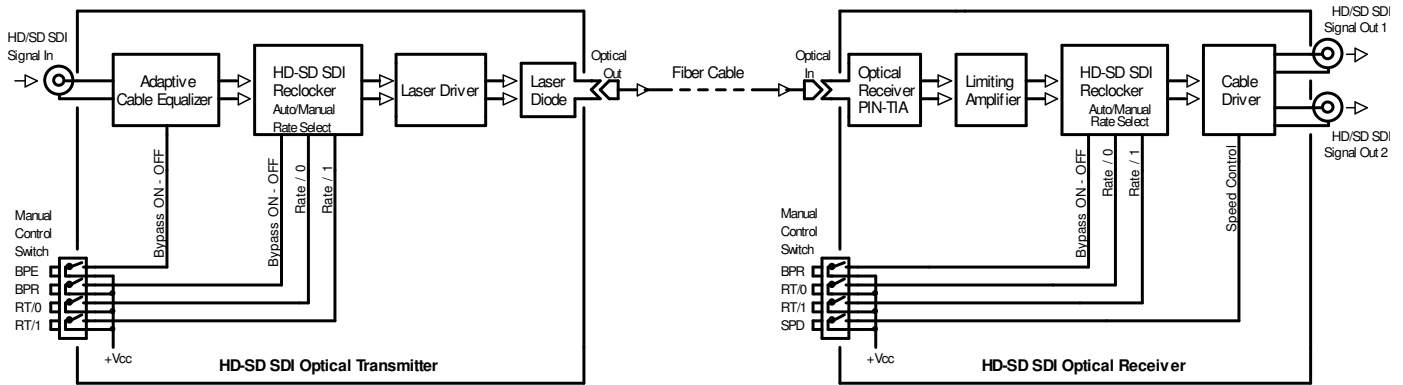 HD/SD SDI
Signal In
Adaptive
Cable Equalizer
HD-SD SDI
Reclocker
Auto/Manual
Rate Select
Laser Driver
Laser
Diode
Optical
Out
Bypass ON - OFF
Bypass ON - OFF
Rate / 0
Rate / 1
Manual
Control
Switch
BPE
BPR
RT/0
RT/1
+Vcc
HD-SD SDI Optical Transmitter
Fiber Cable
Optical
In
Optical
Receiver
PIN-TIA
Limiting
Amplifier
HD-SD SDI
Reclocker
Auto/Manual
Rate Select
Cable
Driver
HD/SD SDI
Signal Out 1
HD/SD SDI
Signal Out 2
Bypass ON - OFF
Rate / 0
Rate / 1
Speed Control
Manual
Control
Switch
BPR
RT/0
RT/1
SPD
+Vcc
HD-SD SDI Optical Receiver